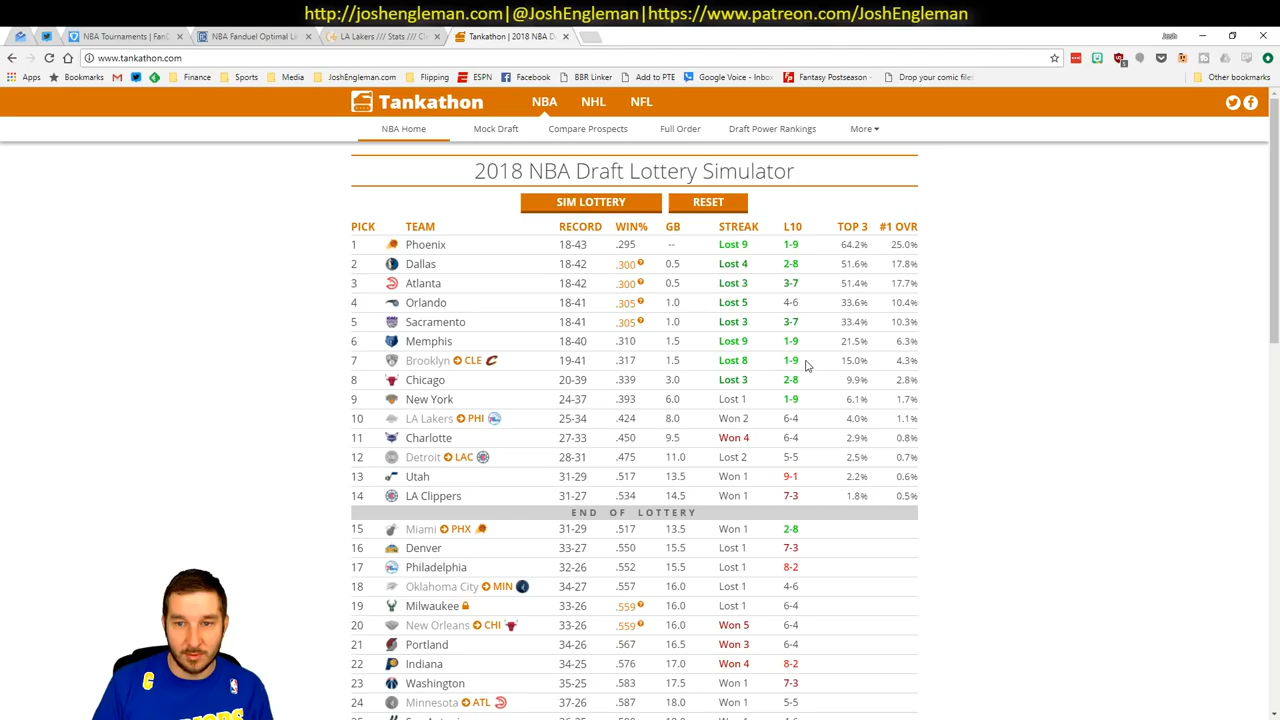 http://joshengleman.com|@JoshEngleman|https://www.patreon.com/JoshEngleman
NBA Tournaments | FanD
NBA Fanduel Optimal Li
LA Lakers /// Stats /// Cl
Tankathon | 2018 NBA D
Josh
www.tankathon.com
Apps
Bookmarks
Finance
Sports
Media
JoshEngleman.com
Flipping
ESPN
Facebook
BBR Linker
Add to PTE
Google Voice - Inbox
Fantasy Postseason -
Drop your comic files
Other bookmarks
Tankathon NBA NHL NFL
NBA Home Mock Draft Compare Prospects Full Order Draft Power Rankings More
2018 NBA Draft Lottery Simulator
SIM LOTTERY RESET
PICK TEAM RECORD WIN% GB STREAK L10 TOP 3 #1 OVR
1 Phoenix 18-43 .295 -- Lost 9 1-9 64.2% 25.0%
2 Dallas 18-42 .300 0.5 Lost 4 2-8 51.6% 17.8%
3 Atlanta 18-42 .300 0.5 Lost 3 3-7 51.4% 17.7%
4 Orlando 18-41 .305 1.0 Lost 5 4-6 33.6% 10.4%
5 Sacramento 18-41 .305 1.0 Lost 3 3-7 33.4% 10.3%
6 Memphis 18-40 .310 1.5 Lost 9 1-9 21.5% 6.3%
7 Brooklyn CLE 19-41 .317 1.5 Lost 8 1-9 15.0% 4.3%
8 Chicago 20-39 .339 3.0 Lost 3 2-8 9.9% 2.8%
9 New York 24-37 .393 6.0 Lost 1 1-9 6.1% 1.7%
10 LA Lakers PHI 25-34 .424 8.0 Won 2 6-4 4.0% 1.1%
11 Charlotte 27-33 .450 9.5 Won 4 6-4 2.9% 0.8%
12 Detroit LAC 28-31 .475 11.0 Lost 2 5-5 2.5% 0.7%
13 Utah 31-29 .517 13.5 Won 1 9-1 2.2% 0.6%
14 LA Clippers 31-27 .534 14.5 Won 1 7-3 1.8% 0.5%
END OF LOTTERY
15 Miami PHX 31-29 .517 13.5 Won 1 2-8
16 Denver 33-27 .550 15.5 Lost 1 7-3
17 Philadelphia 32-26 .552 15.5 Lost 1 8-2
18 Oklahoma City MIN 34-27 .557 16.0 Lost 1 4-6
19 Milwaukee 33-26 .559 16.0 Lost 1 6-4
20 New Orleans CHI 33-26 .559 16.0 Won 5 6-4
21 Portland 34-26 .567 16.5 Won 3 6-4
22 Indiana 34-25 .576 17.0 Won 4 8-2
23 Washington 35-25 .583 17.5 Won 1 7-3
24 Minnesota ATL 37-26 .587 18.0 Won 1 5-5